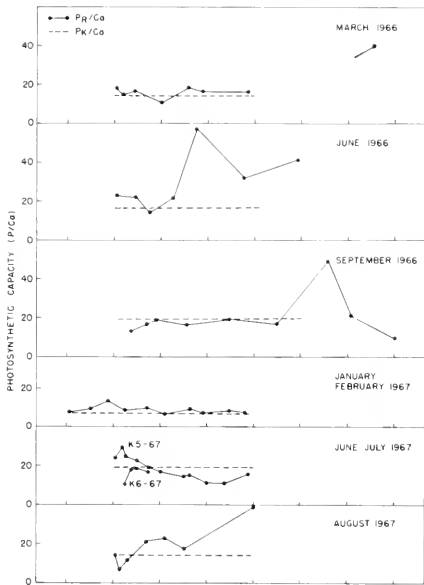 PR/Ca
PK/Ca
MARCH 1966
40
20
0
JUNE 1966
40
20
0
SEPTEMBER 1966
40
20
0
JANUARY
FEBRUARY 1967
20
0
K5-67
K6-67
JUNE JULY 1967
20
0
AUGUST 1967
20
0
PHOTOSYNTHETIC CAPACITY (P/Ca)